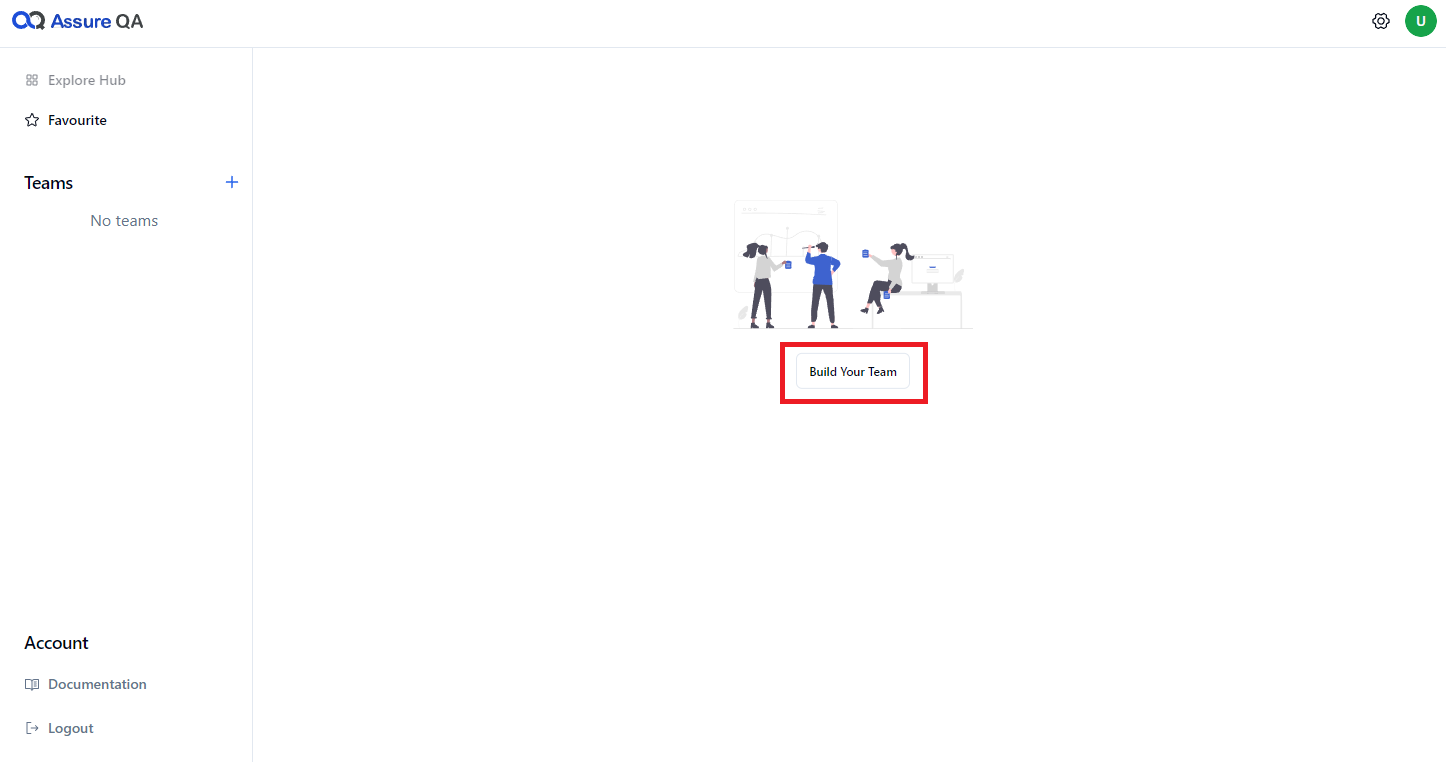 Assure QA
U
Explore Hub
Favourite
Teams
No teams
Build Your Team
Account
Documentation
Logout